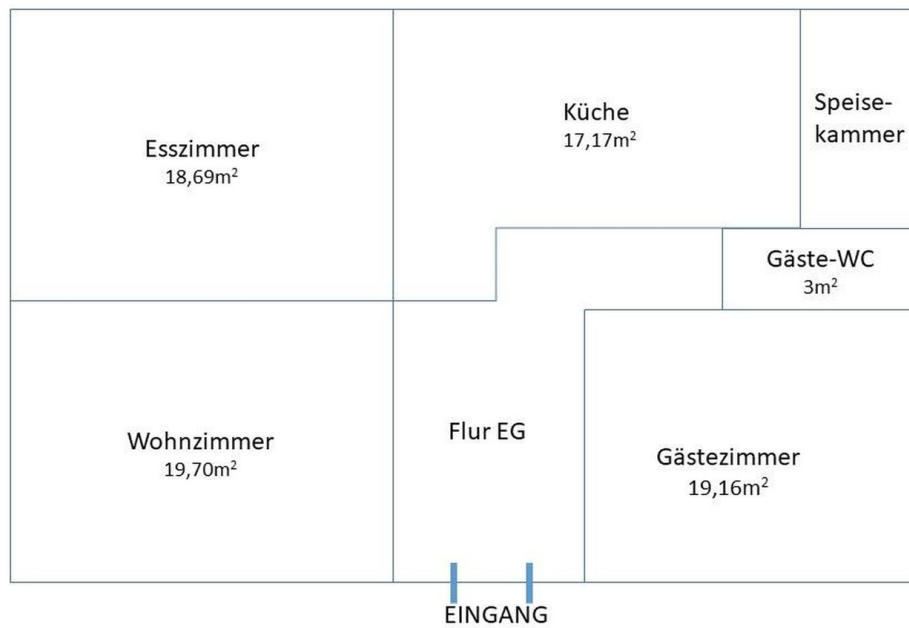 Esszimmer
18,69m²
Küche
17,17m²
Speise-
kammer
Gäste-WC
3m²
Wohnzimmer
19,70m²
Flur EG
Gästezimmer
19,16m²
EINGANG